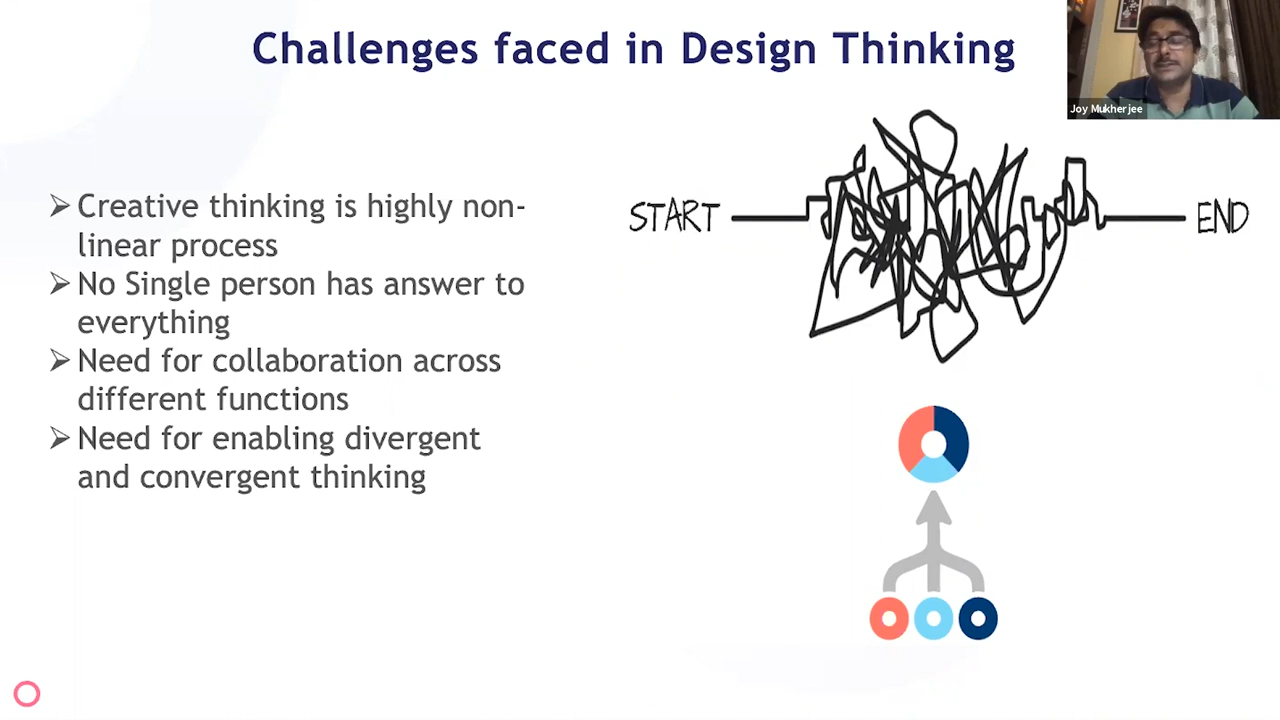 Challenges faced in Design Thinking
Joy Mukherjee
Creative thinking is highly non-
linear process
No Single person has answer to
everything
Need for collaboration across
different functions
Need for enabling divergent
and convergent thinking
START
END